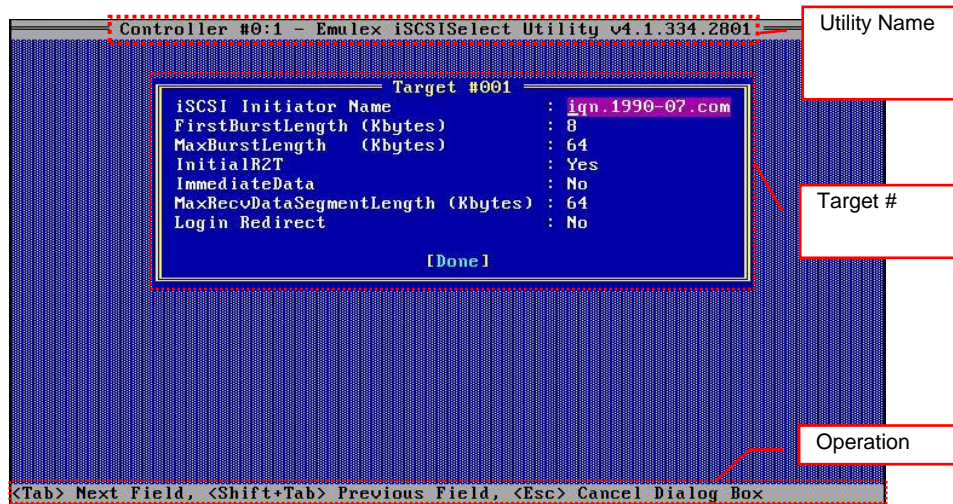 Controller #0:1 - Emulex iSCSISelect Utility v4.1.334.2801
Utility Name
Target #001
iSCSI Initiator Name : iqn.1990-07.com
FirstBurstLength (Kbytes) : 8
MaxBurstLength (Kbytes) : 64
InitialR2T : Yes
ImmediateData : No
MaxRecvDataSegmentLength (Kbytes) : 64
Login Redirect : No
[Done]
Target #
Operation
<Tab> Next Field, <Shift+Tab> Previous Field, <Esc> Cancel Dialog Box